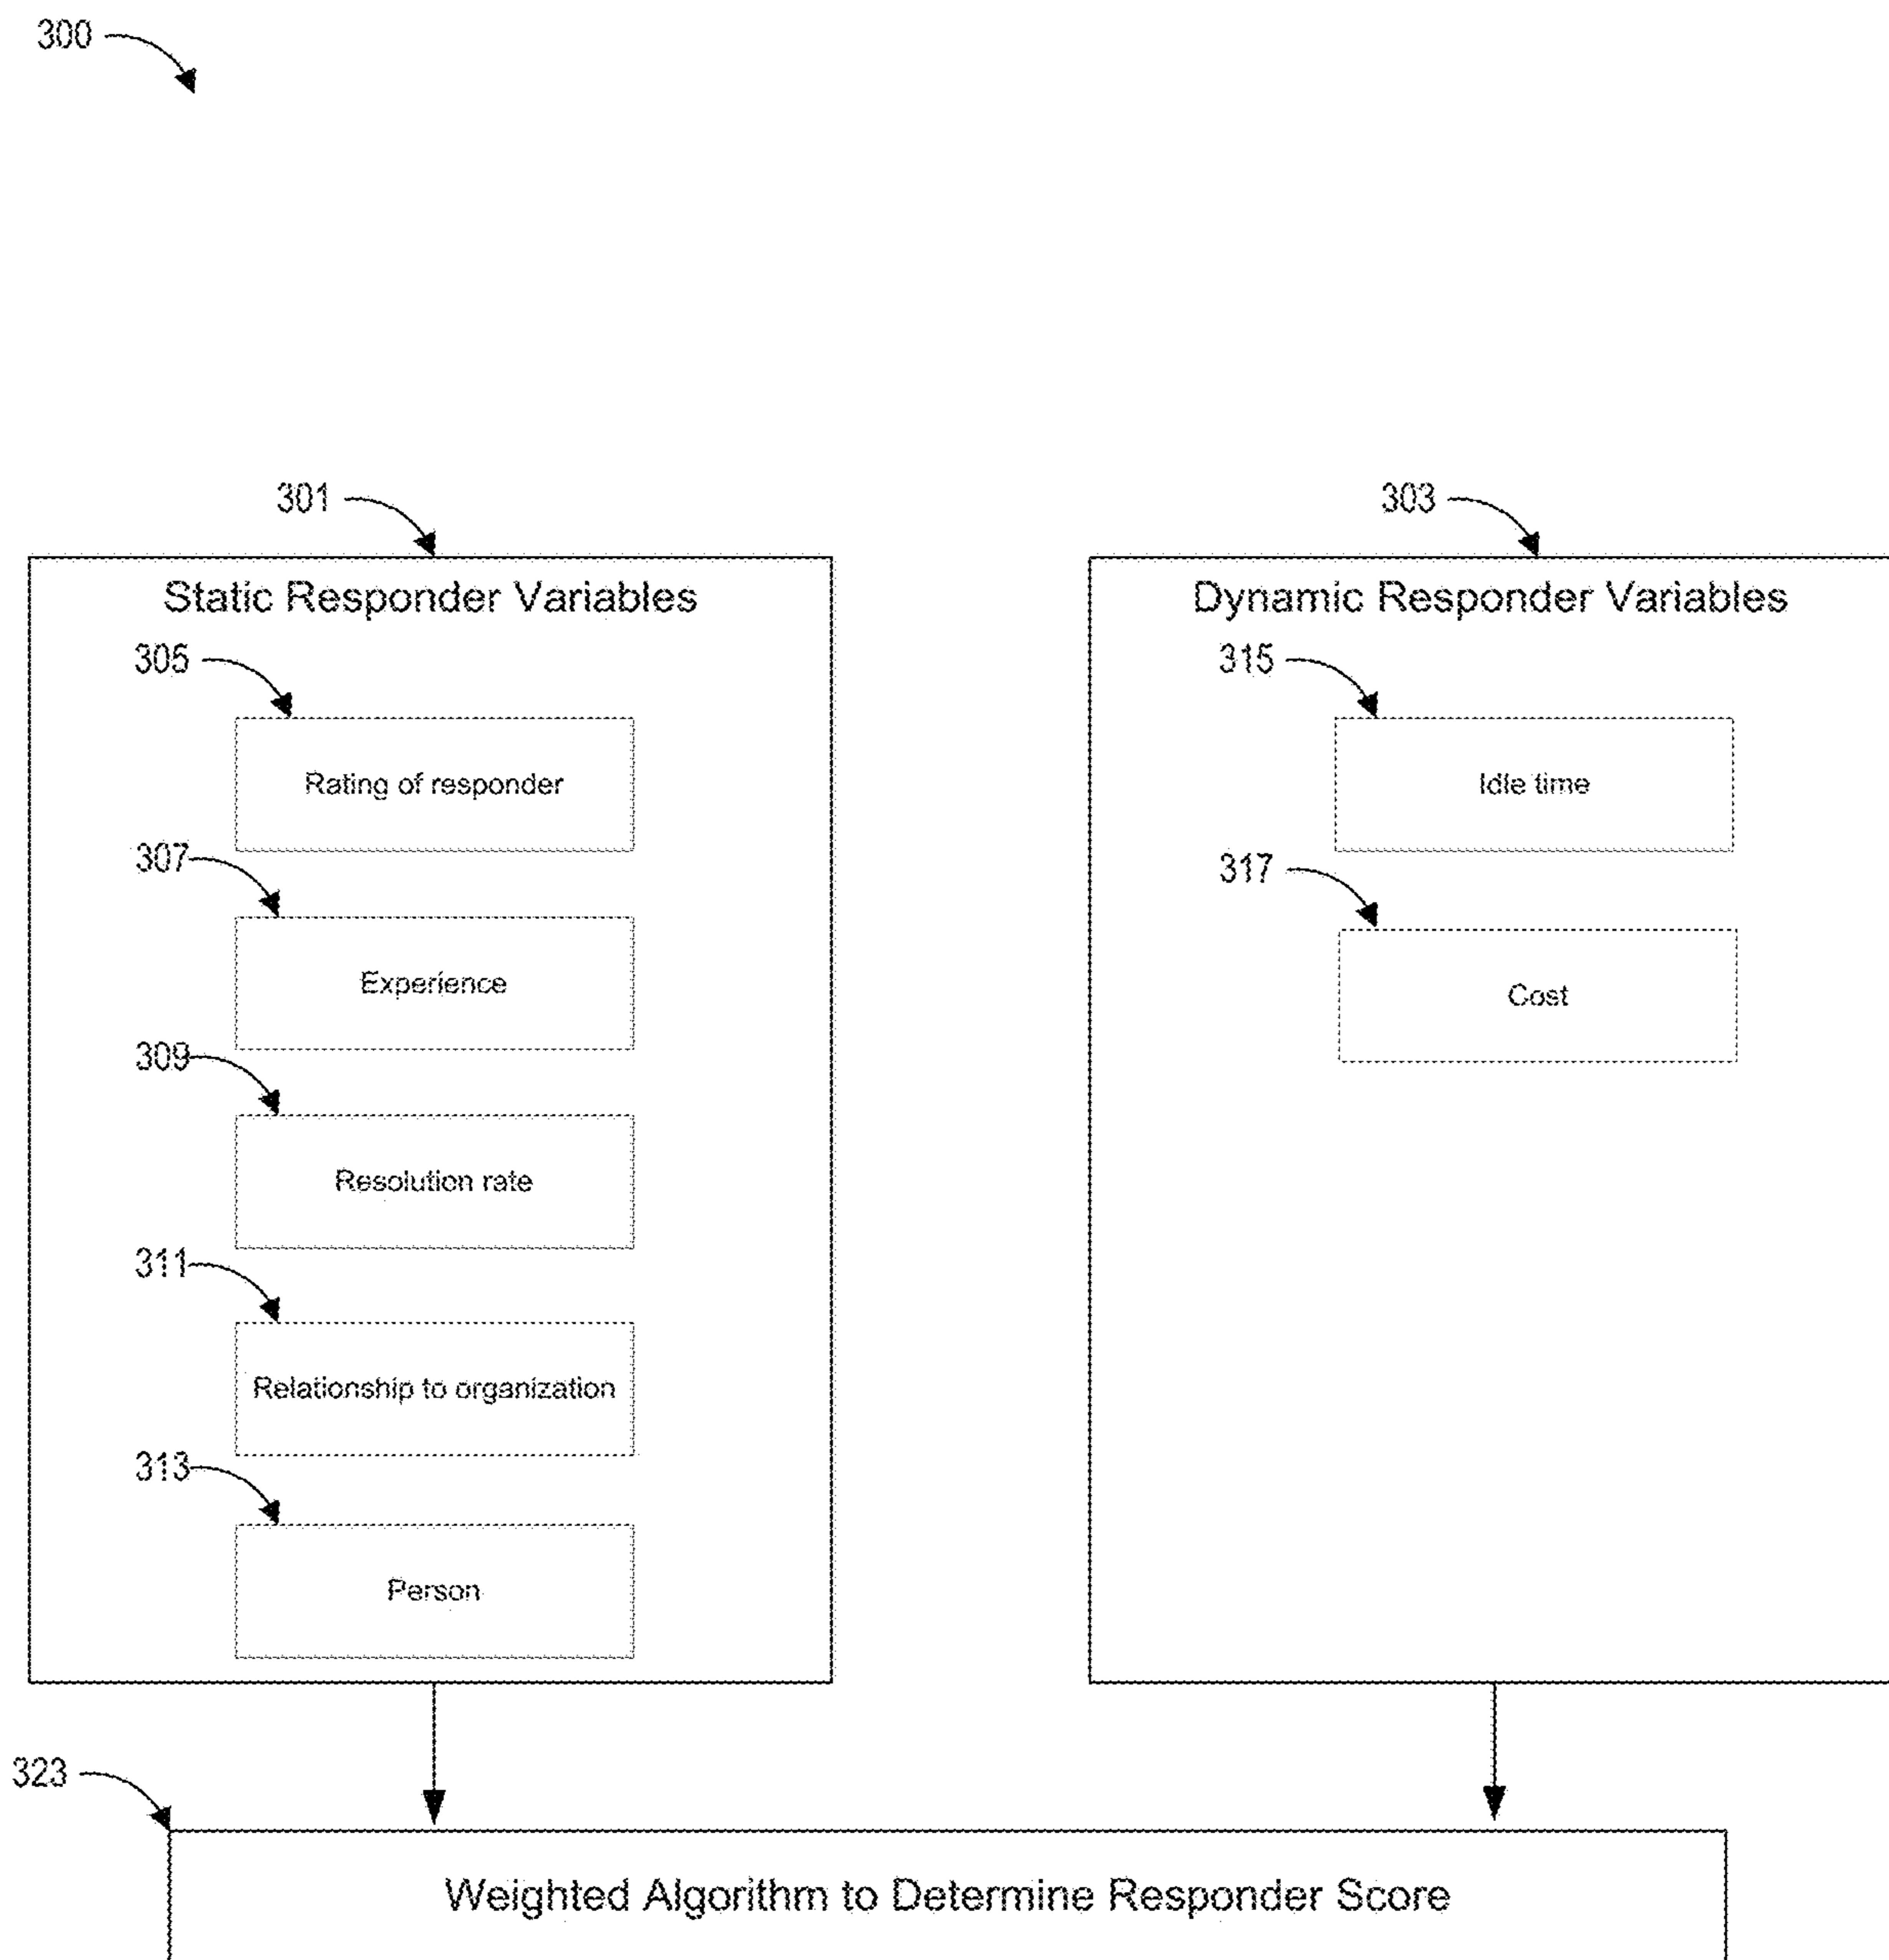 300
301
303
Static Responder Variables
Dynamic Responder Variables
305
315
Rating of responder
Idle time
307
317
Experience
Cost
309
Resolution rate
311
Relationship to organization
313
Person
323
Weighted Algorithm to Determine Responder Score